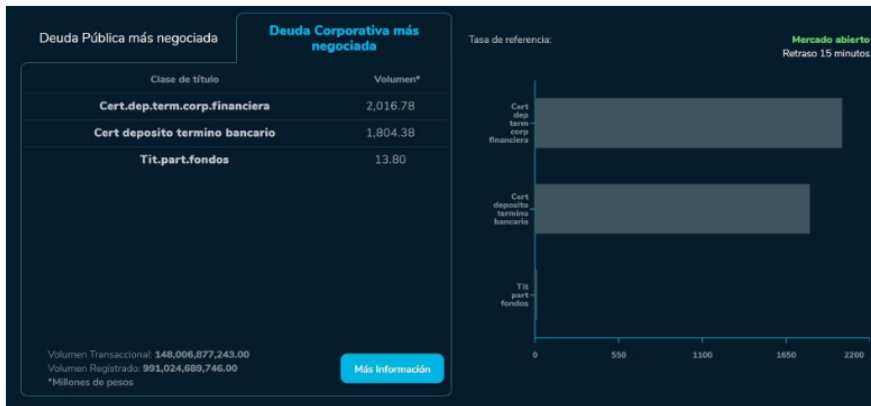 Deuda Pública más negociada
Deuda Corporativa más
negociada
Clase de título Volumen*
Cert.dep.term.corp.financiera 2,016.78
Cert deposito termino bancario 1,804.38
Tit.part.fondos 13.80
Volumen Transaccional: 148,006,877,243.00
Volumen Registrado: 991,024,689,746.00
*Millones de pesos
Más Información
Tasa de referencia:
Mercado abierto
Retraso 15 minutos
Cert
dep
term
corp
financiera
Cert
deposito
termino
bancario
Tit
part
fondos
0 550 1100 1650 2200